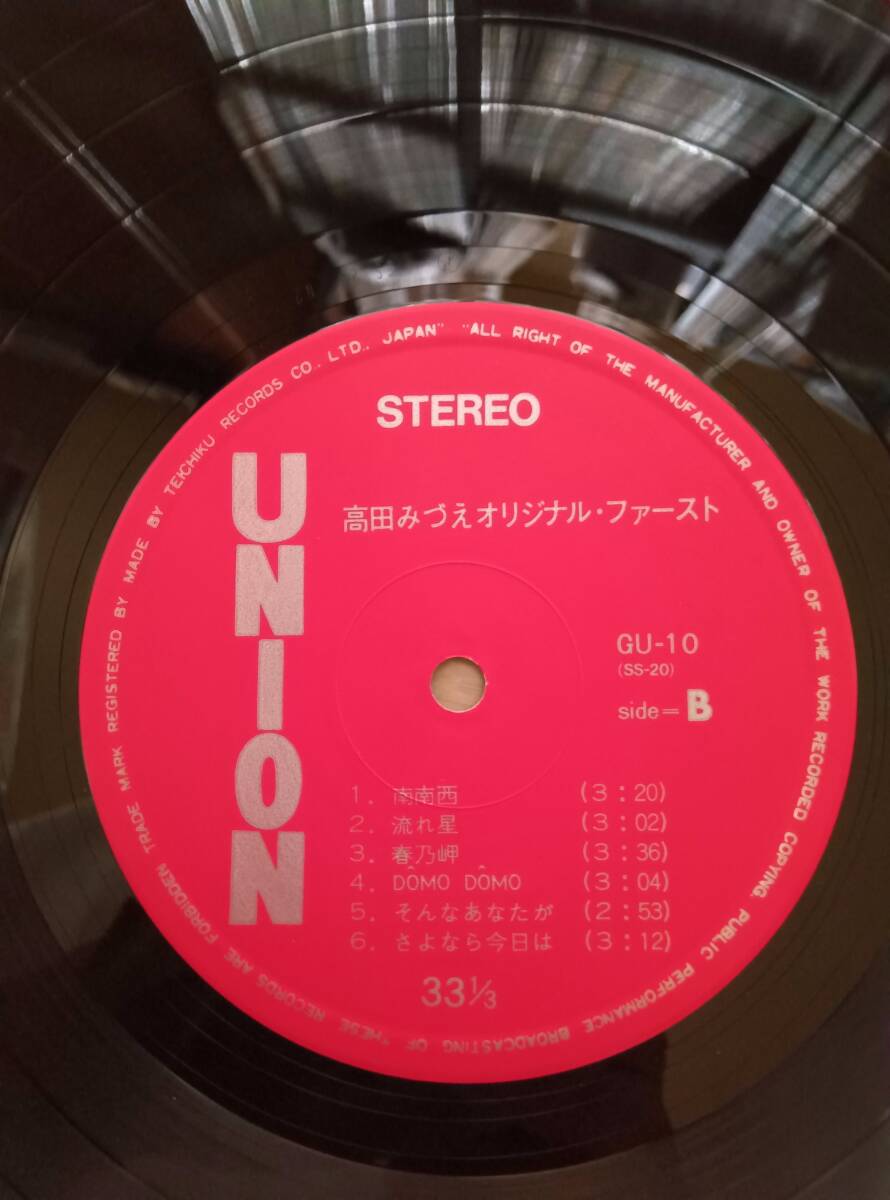 STEREO
UNION
高田みづえオリジナル・ファースト
GU-10
(SS-20)
side=B
1. 南南西 (3:20)
2. 流れ星 (3:02)
3. 春乃岬 (3:36)
4. DÔMO DÔMO (3:04)
5. そんなあなたが (2:53)
6. さよなら今日は (3:12)
33⅓
TRADE MARK REGISTERED BY MADE BY TEICHIKU RECORDS CO., LTD., JAPAN" "ALL RIGHT OF THE MANUFACTURER AND OWNER OF THE WORK RECORDED COPYING, PUBLIC PERFORMANCE BROADCASTING OF THESE RECORDS ARE FORBIDDEN